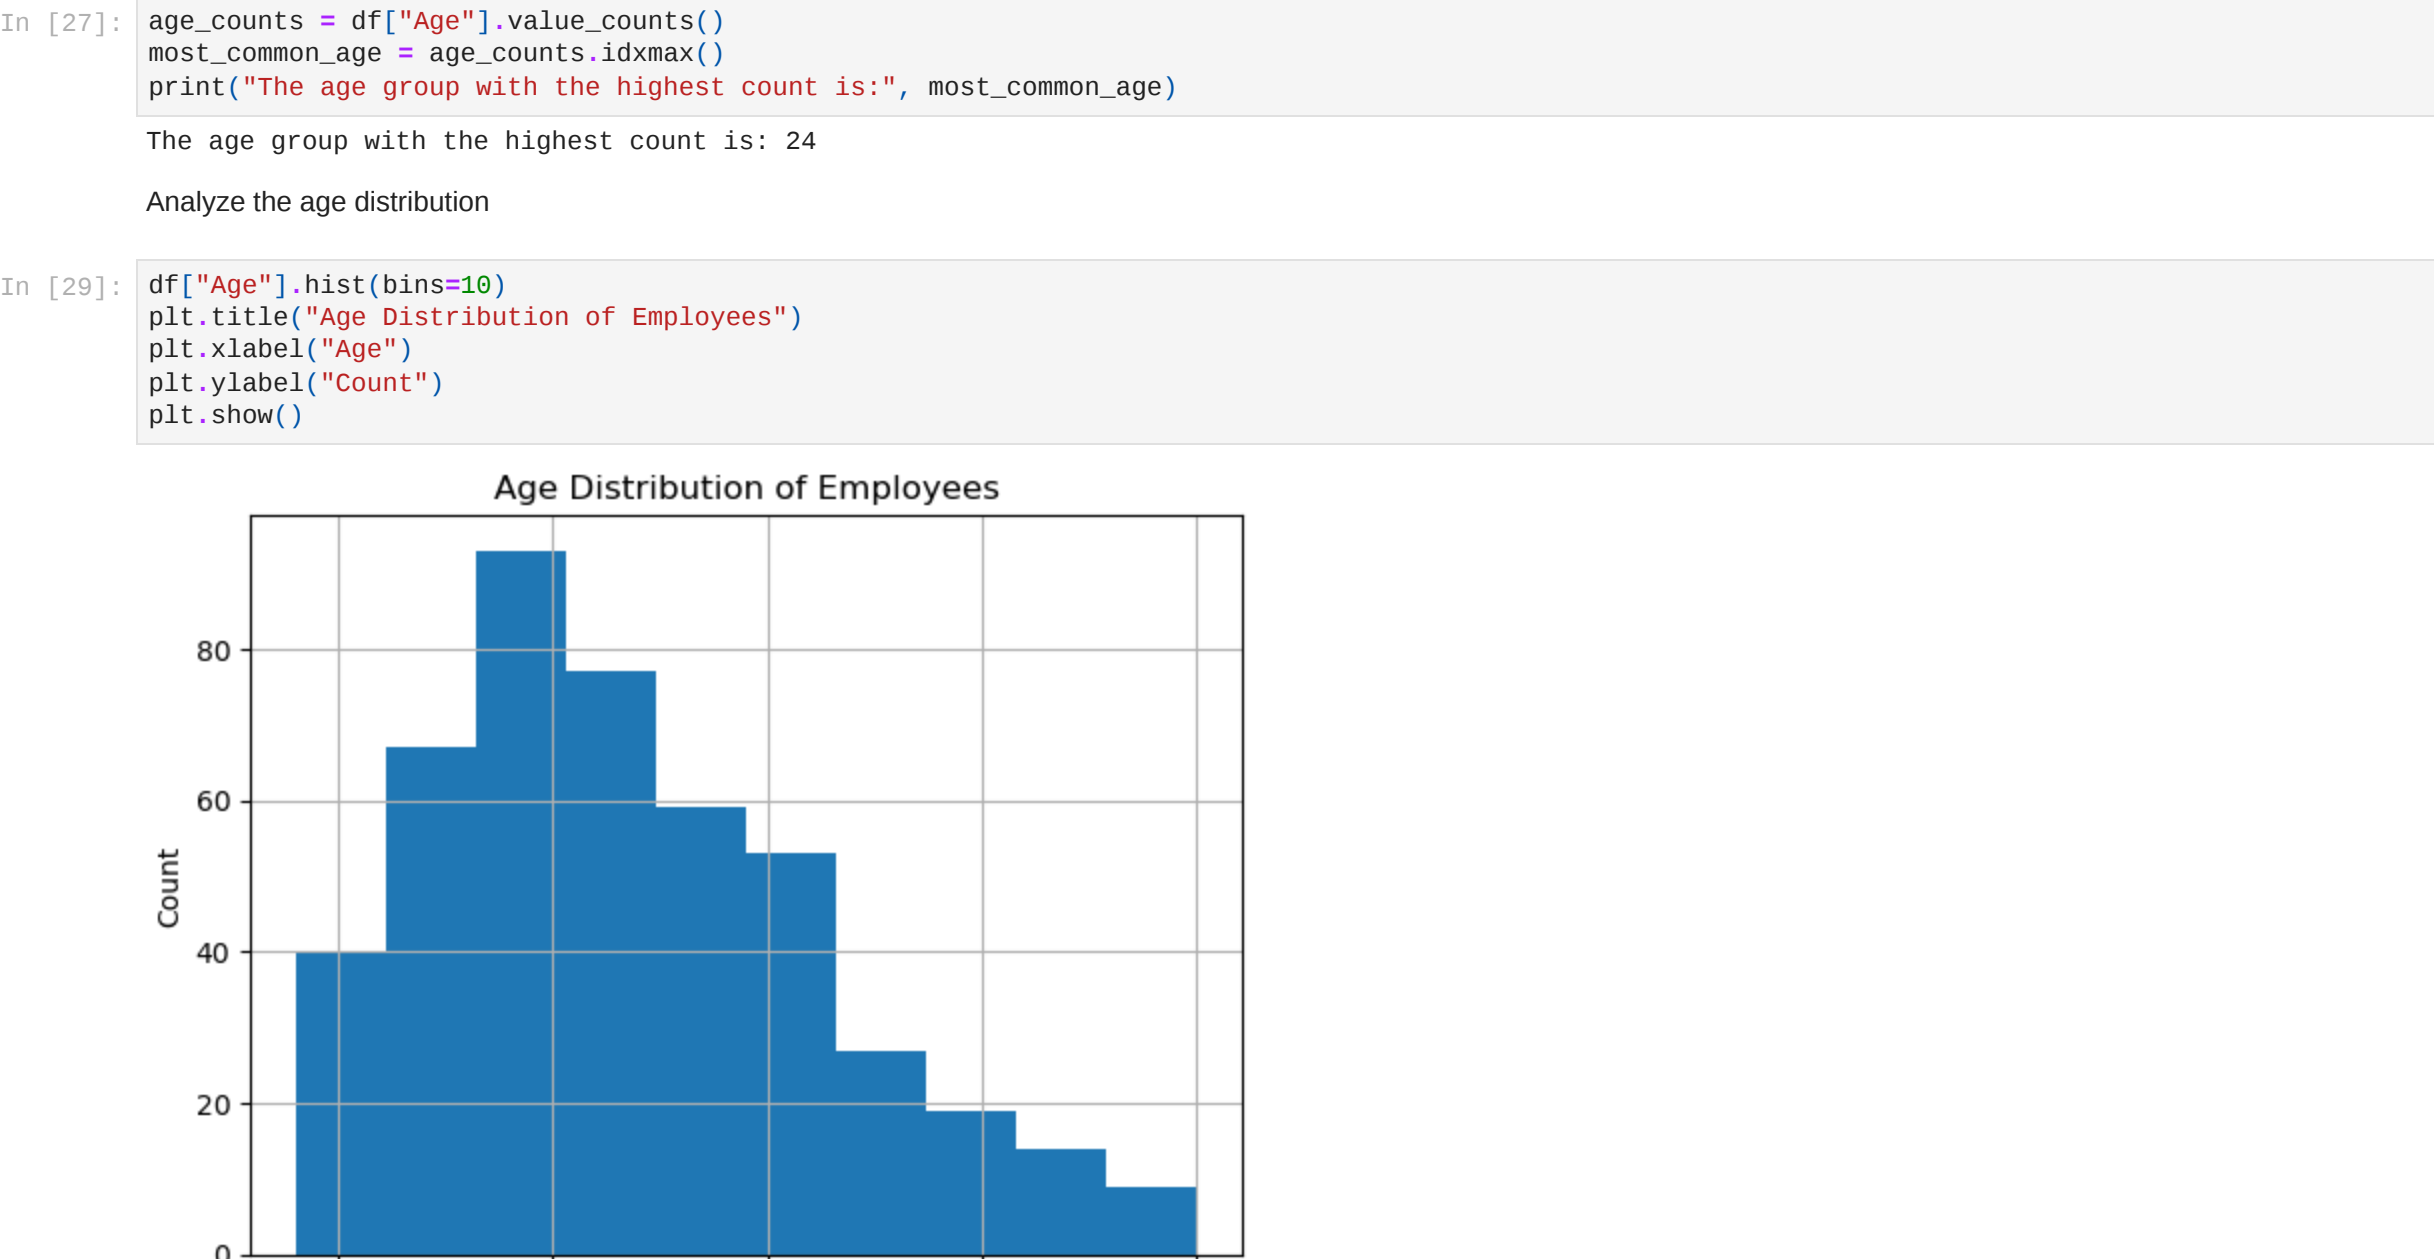 In [27]:
age_counts = df["Age"].value_counts()
most_common_age = age_counts.idxmax()
print("The age group with the highest count is:", most_common_age)
The age group with the highest count is: 24
Analyze the age distribution
In [29]:
df["Age"].hist(bins=10)
plt.title("Age Distribution of Employees")
plt.xlabel("Age")
plt.ylabel("Count")
plt.show()
Age Distribution of Employees
80
60
Count
40
20
0